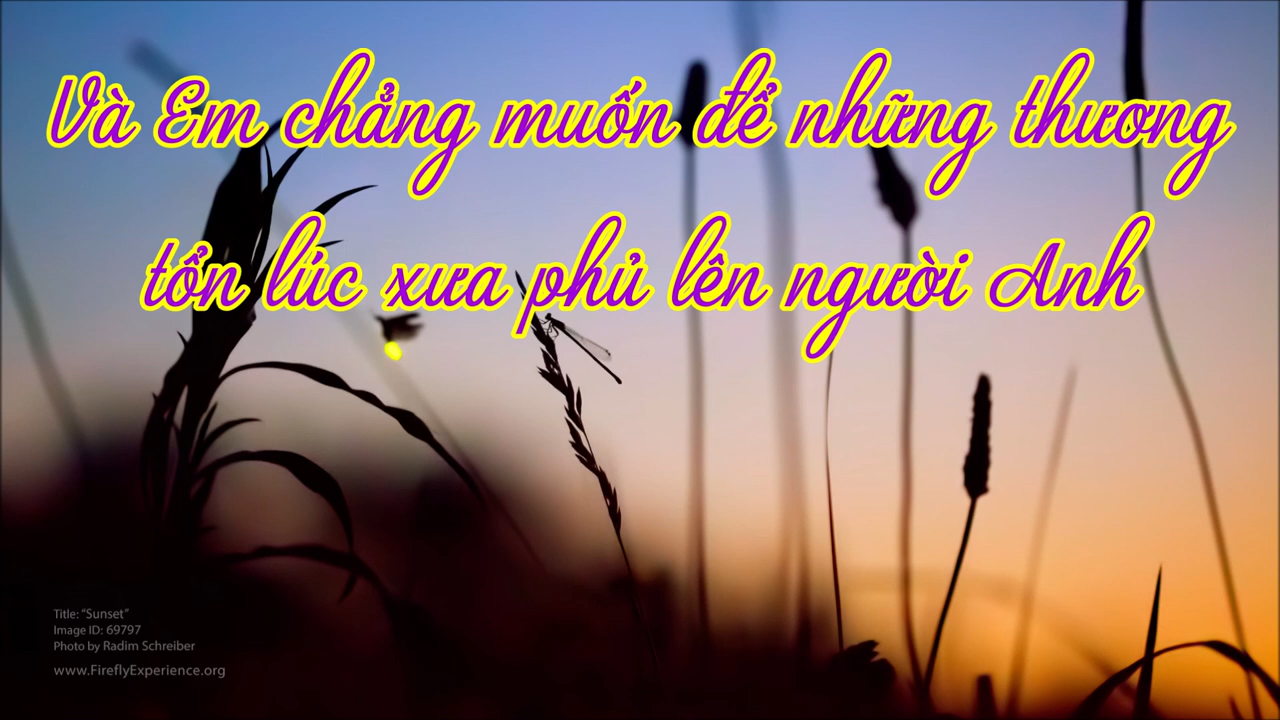 Và Em chẳng muốn để những thương
tổn lúc xưa phủ lên người Anh
Title: “Sunset”
Image ID: 69797
Photo by Radim Schreiber
www.FireflyExperience.org